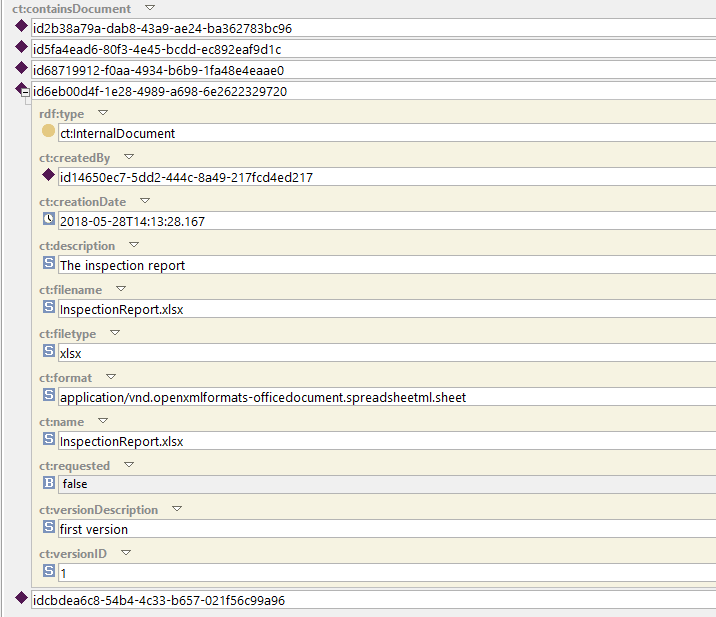 ct:containsDocument
id2b38a79a-dab8-43a9-ae24-ba362783bc96
id5fa4ead6-80f3-4e45-bcdd-ec892eaf9d1c
id68719912-f0aa-4934-b6b9-1fa48e4eaae0
id6eb00d4f-1e28-4989-a698-6e2622329720
rdf:type
ct:InternalDocument
ct:createdBy
id14650ec7-5dd2-444c-8a49-217fcd4ed217
ct:creationDate
2018-05-28T14:13:28.167
ct:description
S The inspection report
ct:filename
S InspectionReport.xlsx
ct:filetype
S xlsx
ct:format
S application/vnd.openxmlformats-officedocument.spreadsheetml.sheet
ct:name
S InspectionReport.xlsx
ct:requested
B false
ct:versionDescription
S first version
ct:versionID
S 1
idcbdea6c8-54b4-4c33-b657-021f56c99a96